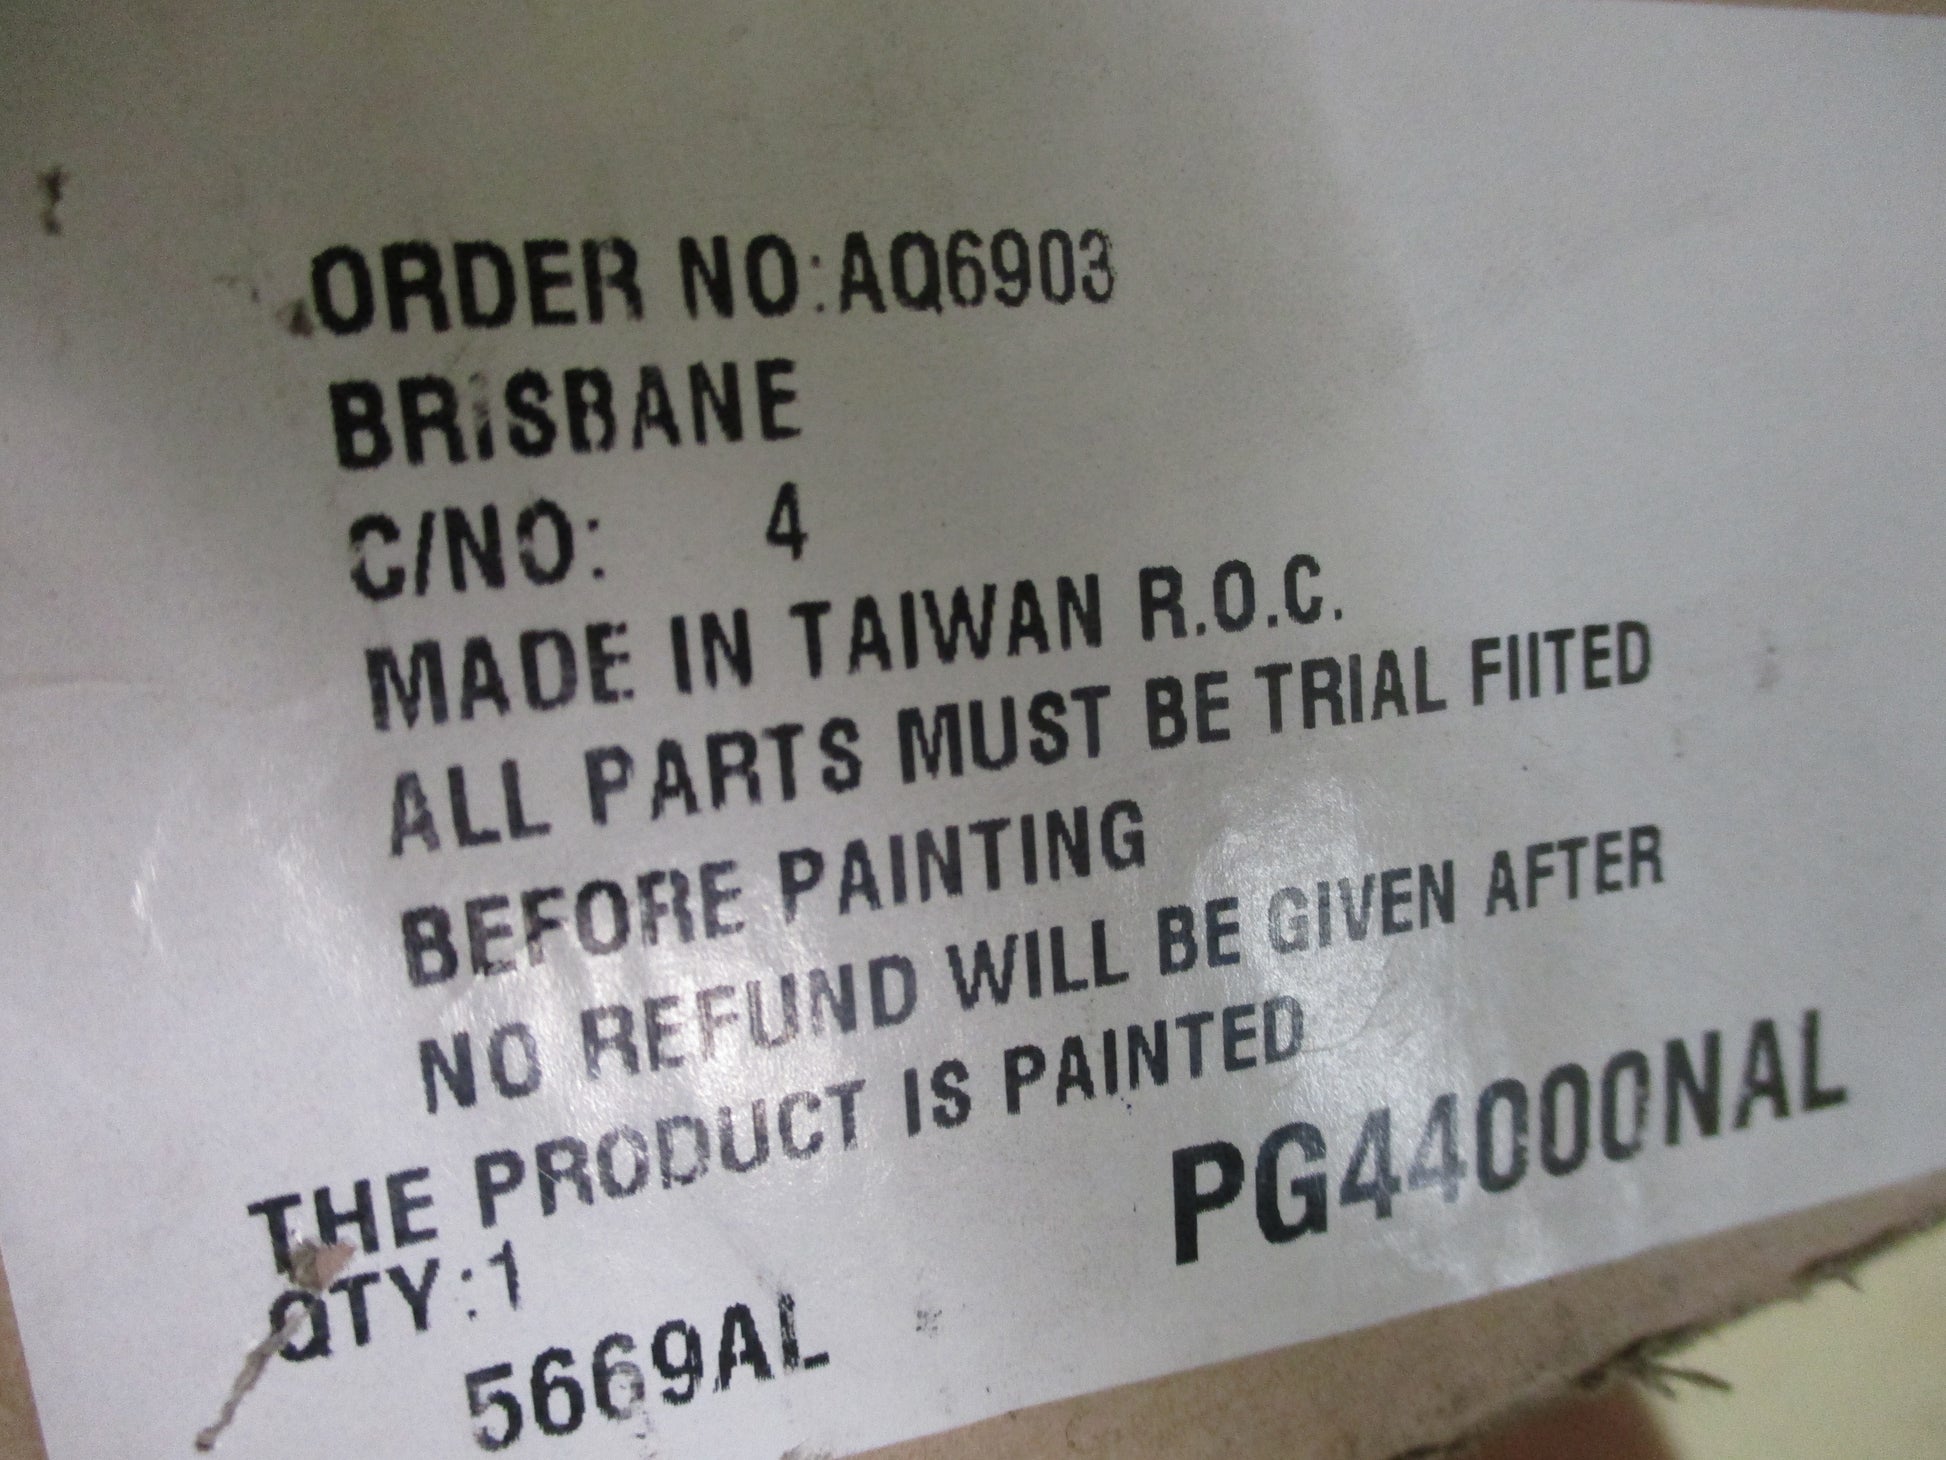 ORDER NO:AQ6903
BRISBANE
C/NO: 4
MADE IN TAIWAN R.O.C.
ALL PARTS MUST BE TRIAL FIITED
BEFORE PAINTING
NO REFUND WILL BE GIVEN AFTER
THE PRODUCT IS PAINTED
QTY:1
PG44000NAL
5669AL